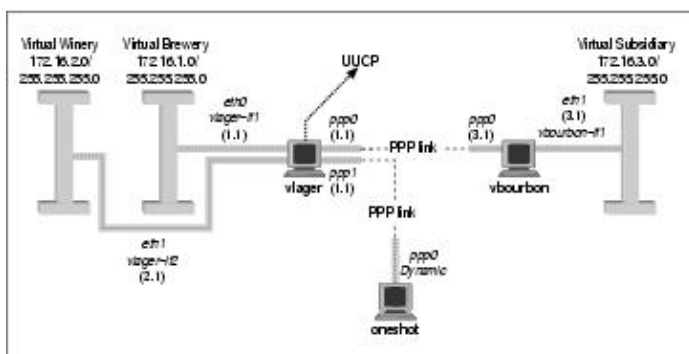 Virtual Winery
172.16.2.0/
255.255.255.0
Virtual Brewery
172.16.1.0/
255.255.255.0
UUCP
Virtual Subsidiary
172.16.3.0/
255.255.255.0
eth0
vlager-if1
(1.1)
ppp0
(1.1)
PPP link
ppp0
(3.1)
eth1
(3.1)
vbourbon-if1
vlager
ppp1
(1.1)
vbourbon
PPP link
eth1
vlager-if2
(2.1)
ppp0
Dynamic
oneshot